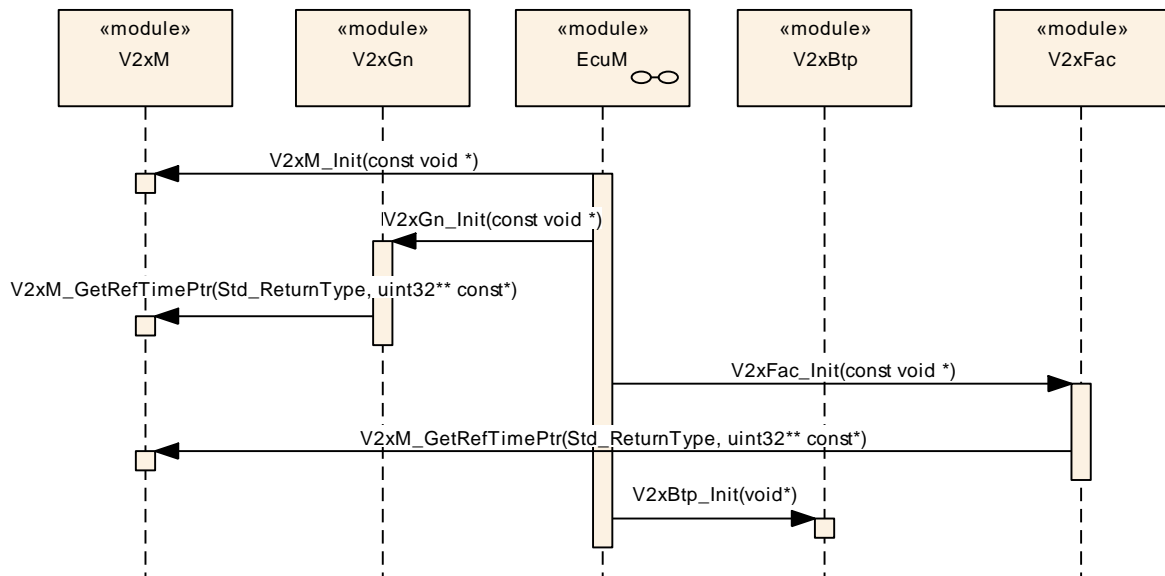 «module»
V2xM
«module»
V2xGn
«module»
EcuM
«module»
V2xBtp
«module»
V2xFac
V2xM_Init(const void *)
V2xGn_Init(const void *)
V2xM_GetRefTimePtr(Std_ReturnType, uint32** const*)
V2xFac_Init(const void *)
V2xM_GetRefTimePtr(Std_ReturnType, uint32** const*)
V2xBtp_Init(void*)